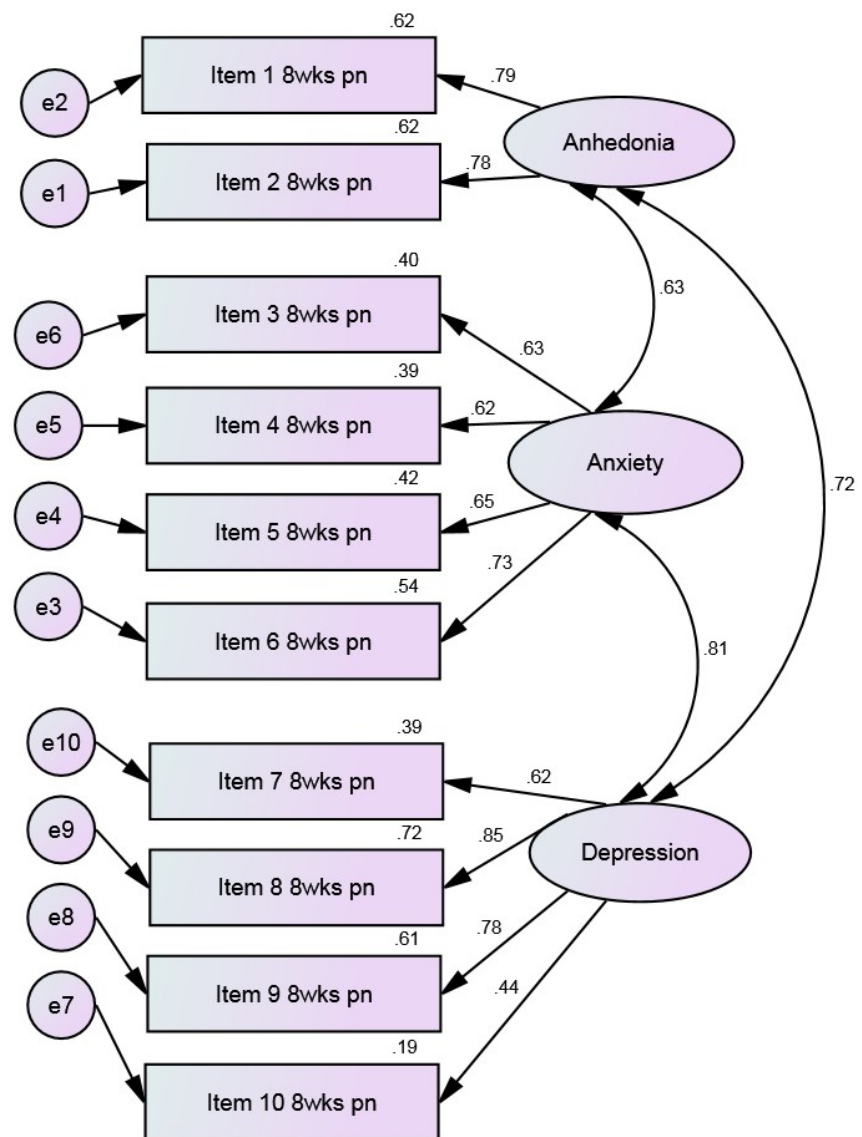 .62
e2
Item 1 8wks pn
.79
Anhedonia
.62
e1
Item 2 8wks pn
.78
.40
e6
Item 3 8wks pn
.63
.63
.39
e5
Item 4 8wks pn
.62
Anxiety
.42
e4
Item 5 8wks pn
.65
.72
.54
e3
Item 6 8wks pn
.73
.81
.39
e10
Item 7 8wks pn
.62
.72
e9
Item 8 8wks pn
.85
Depression
.61
e8
Item 9 8wks pn
.78
.19
e7
Item 10 8wks pn
.44